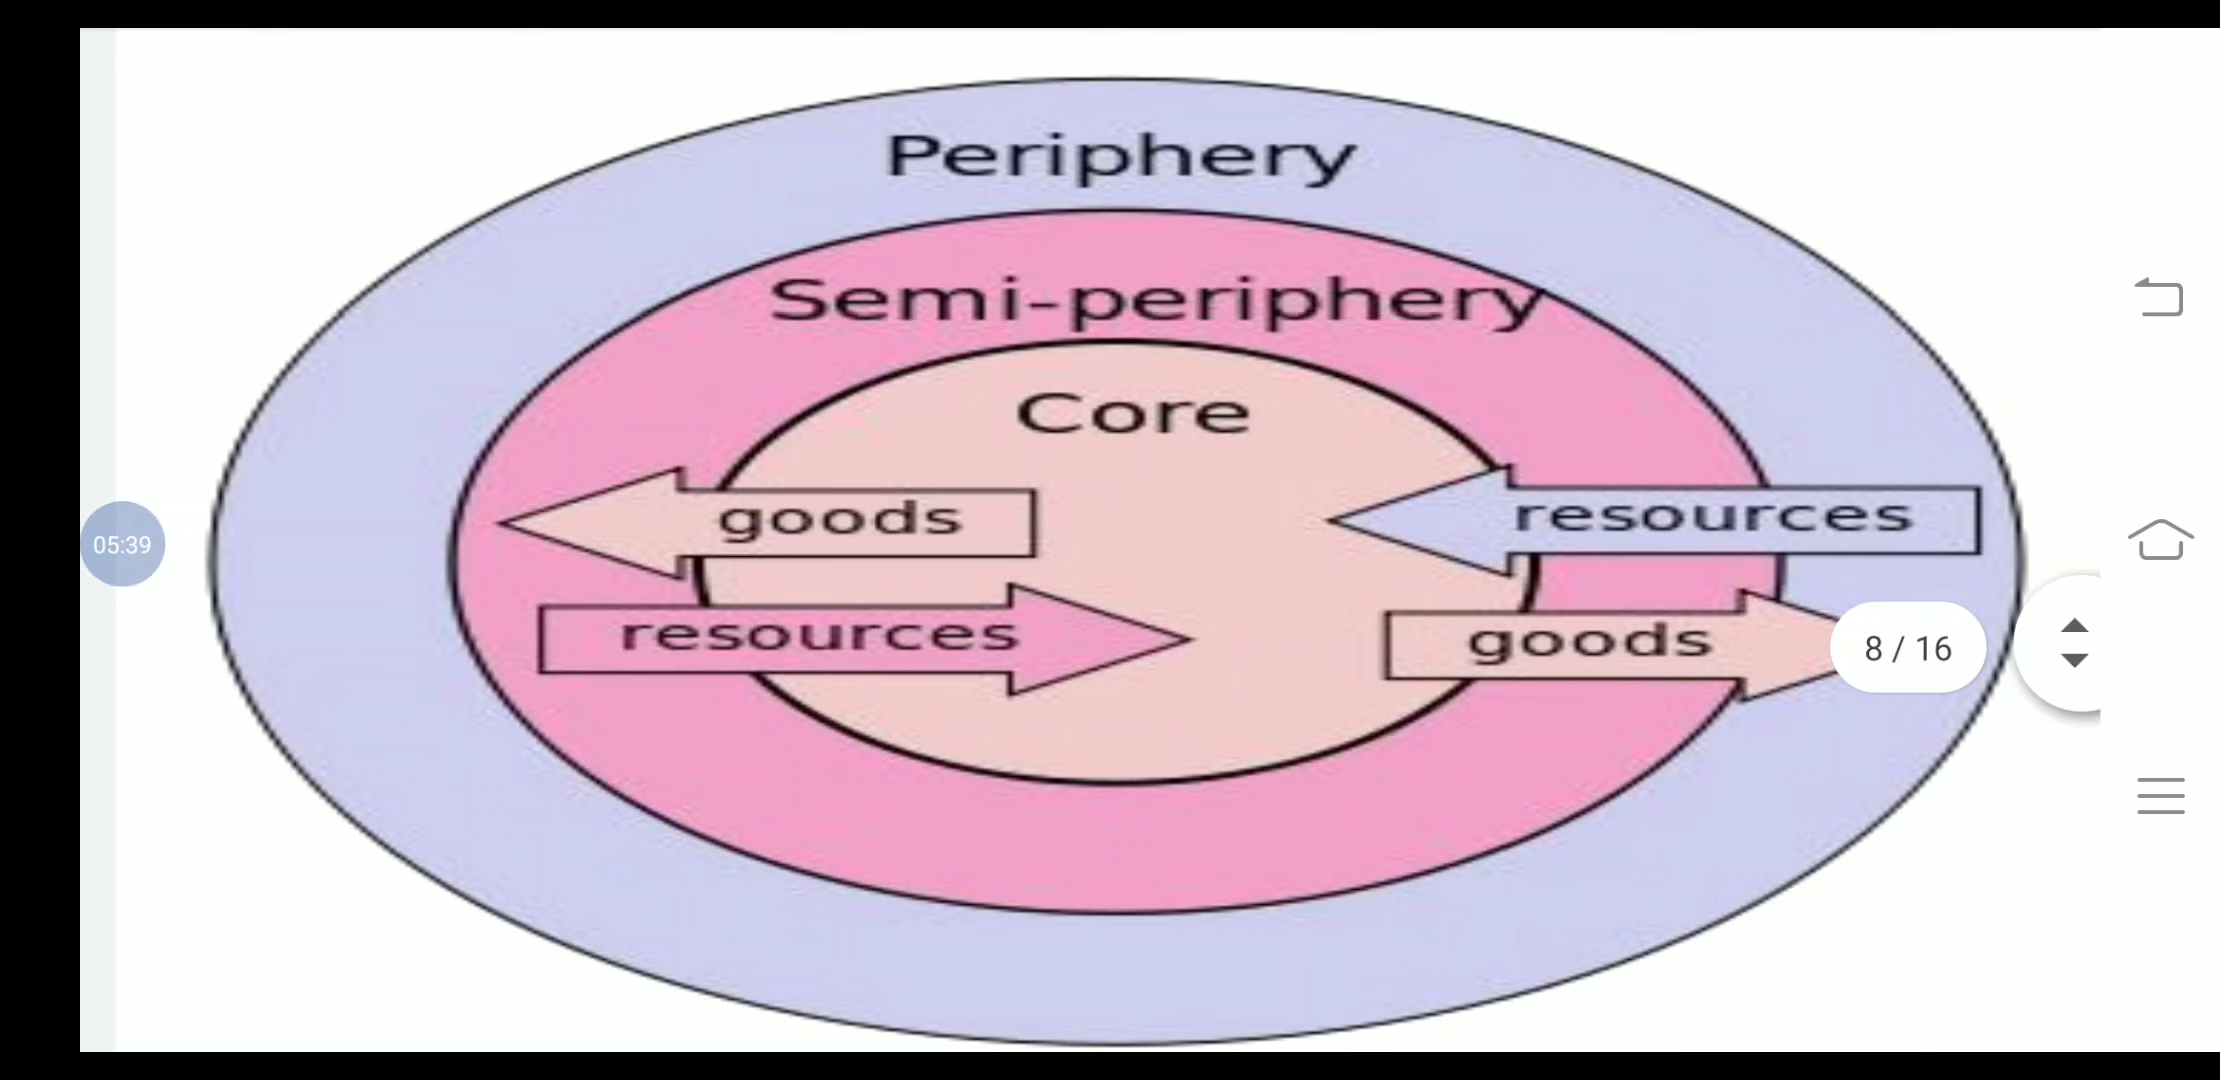 Periphery
Semi-periphery
Core
goods
resources
resources
goods
05:39
8 / 16